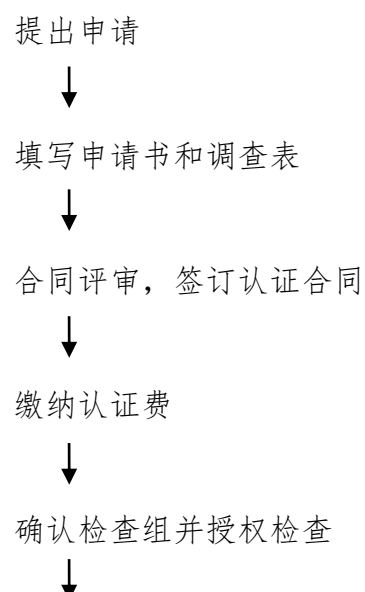 提出申请
填写申请书和调查表
合同评审，签订认证合同
缴纳认证费
确认检查组并授权检查